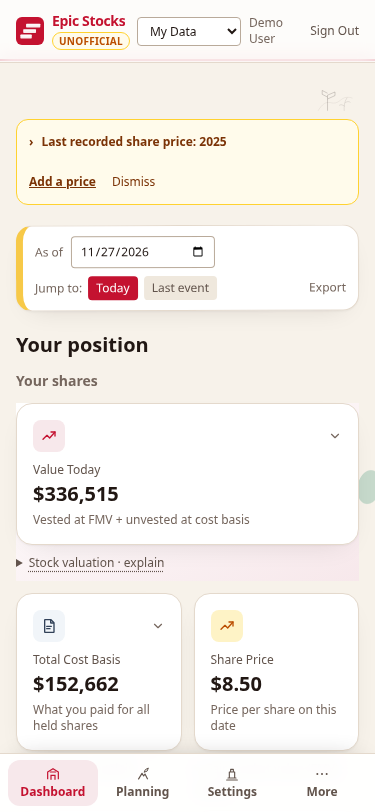 Epic Stocks
UNOFFICIAL
My Data
Demo User
Sign Out
› Last recorded share price: 2025
Add a price Dismiss
As of 11/27/2026
Jump to: Today Last event Export
Your position
Your shares
Value Today
$336,515
Vested at FMV + unvested at cost basis
Stock valuation · explain
Total Cost Basis
$152,662
What you paid for all
held shares
Share Price
$8.50
Price per share on this
date
Dashboard Planning Settings More